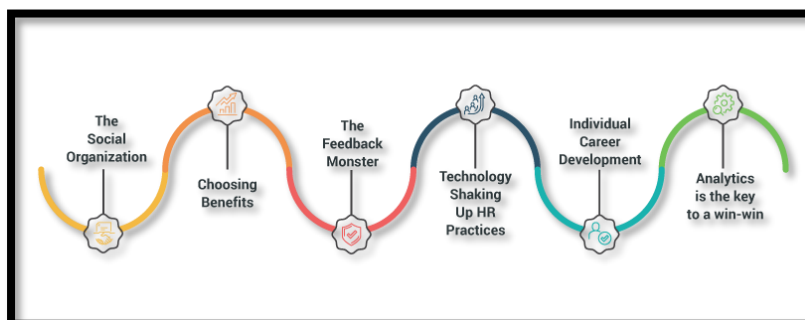 The
Social
Organization
Choosing
Benefits
The
Feedback
Monster
Technology
Shaking
Up HR
Practices
Individual
Career
Development
Analytics
is the key
to a win-win